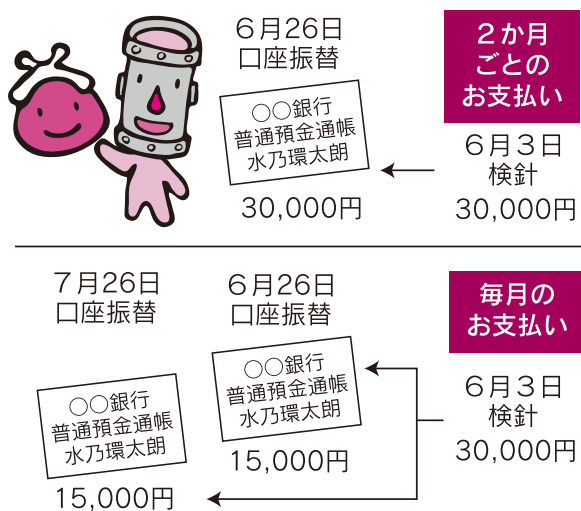 6月26日
口座振替
○○銀行
普通預金通帳
水乃環太朗
30,000円
2か月
ごとの
お支払い
6月3日
検針
30,000円
7月26日
口座振替
○○銀行
普通預金通帳
水乃環太朗
15,000円
6月26日
口座振替
○○銀行
普通預金通帳
水乃環太朗
15,000円
毎月の
お支払い
6月3日
検針
30,000円